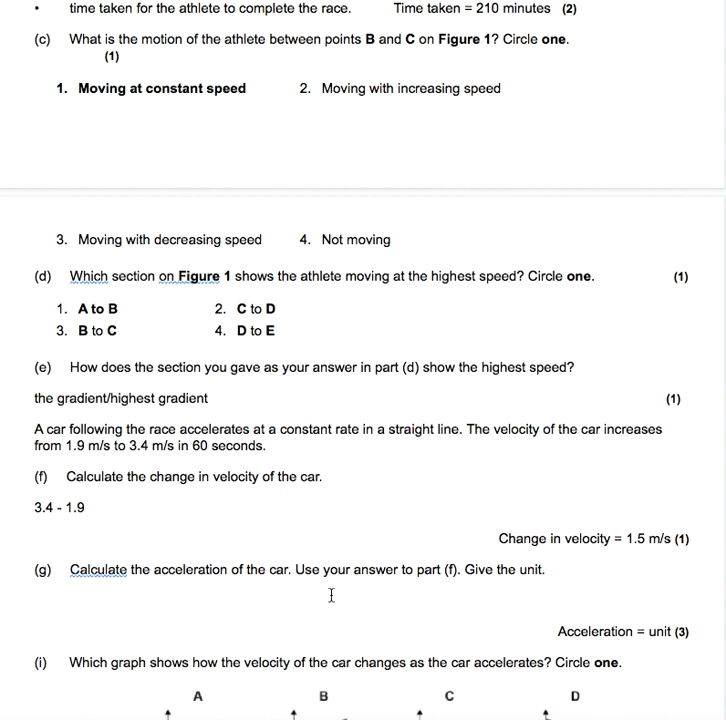 • time taken for the athlete to complete the race. Time taken = 210 minutes (2)
(c) What is the motion of the athlete between points B and C on Figure 1? Circle one.
(1)
1. Moving at constant speed 2. Moving with increasing speed
3. Moving with decreasing speed 4. Not moving
(d) Which section on Figure 1 shows the athlete moving at the highest speed? Circle one. (1)
1. A to B 2. C to D
3. B to C 4. D to E
(e) How does the section you gave as your answer in part (d) show the highest speed?
the gradient/highest gradient (1)
A car following the race accelerates at a constant rate in a straight line. The velocity of the car increases
from 1.9 m/s to 3.4 m/s in 60 seconds.
(f) Calculate the change in velocity of the car.
3.4 - 1.9
Change in velocity = 1.5 m/s (1)
(g) Calculate the acceleration of the car. Use your answer to part (f). Give the unit.
Acceleration = unit (3)
(i) Which graph shows how the velocity of the car changes as the car accelerates? Circle one.
A B C D